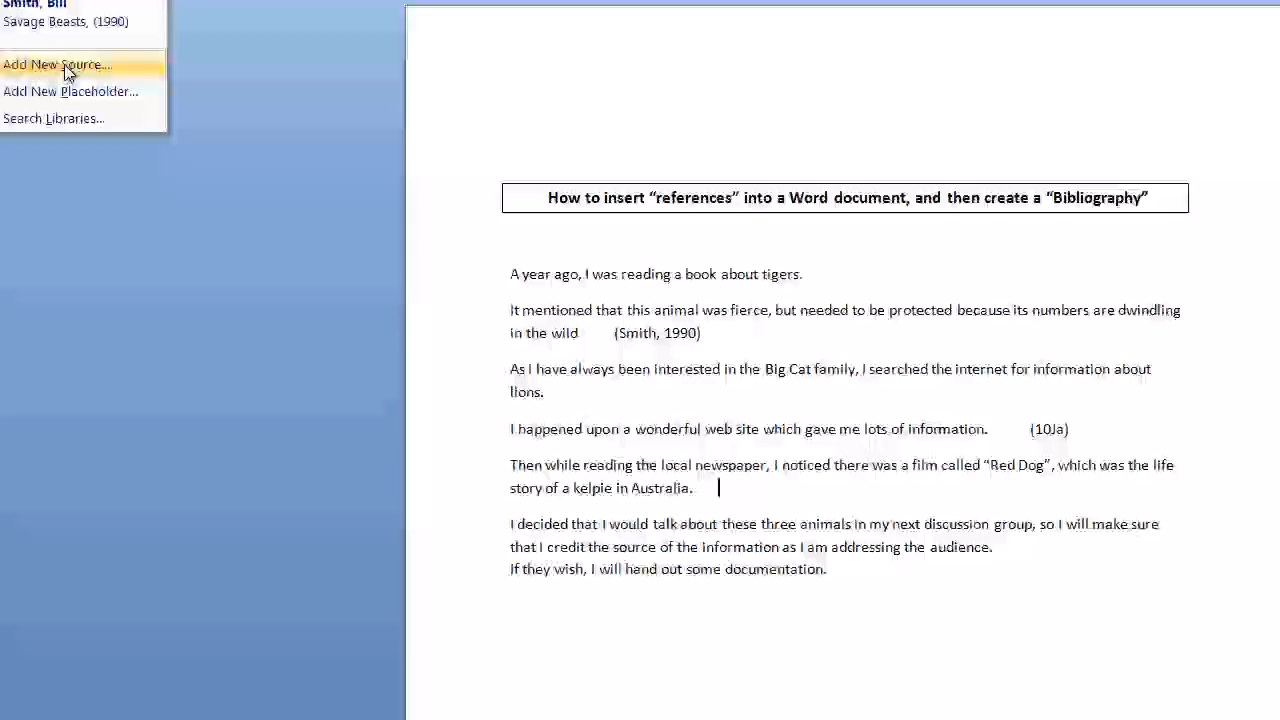 Smith, Bill
Savage Beasts, (1990)
Add New Source...
Add New Placeholder...
Search Libraries...
How to insert “references” into a Word document, and then create a “Bibliography”
A year ago, I was reading a book about tigers.
It mentioned that this animal was fierce, but needed to be protected because its numbers are dwindling
in the wild (Smith, 1990)
As I have always been interested in the Big Cat family, I searched the internet for information about
lions.
I happened upon a wonderful web site which gave me lots of information. (10Ja)
Then while reading the local newspaper, I noticed there was a film called “Red Dog”, which was the life
story of a kelpie in Australia.
I decided that I would talk about these three animals in my next discussion group, so I will make sure
that I credit the source of the information as I am addressing the audience.
If they wish, I will hand out some documentation.